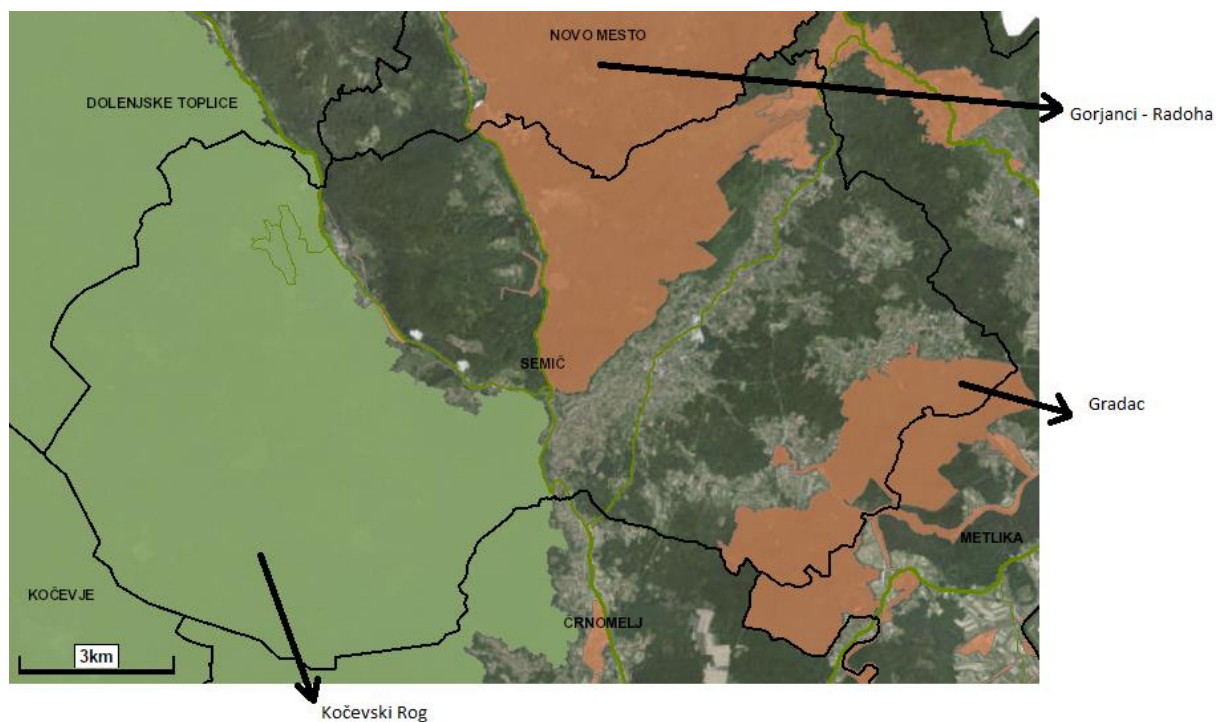 NOVO MESTO
DOLENJSKE TOPLICE
Gorjanci - Radoha
SEMIČ
Gradac
METLIKA
KOČEVJE
ČRNOMELJ
3km
Kočevski Rog